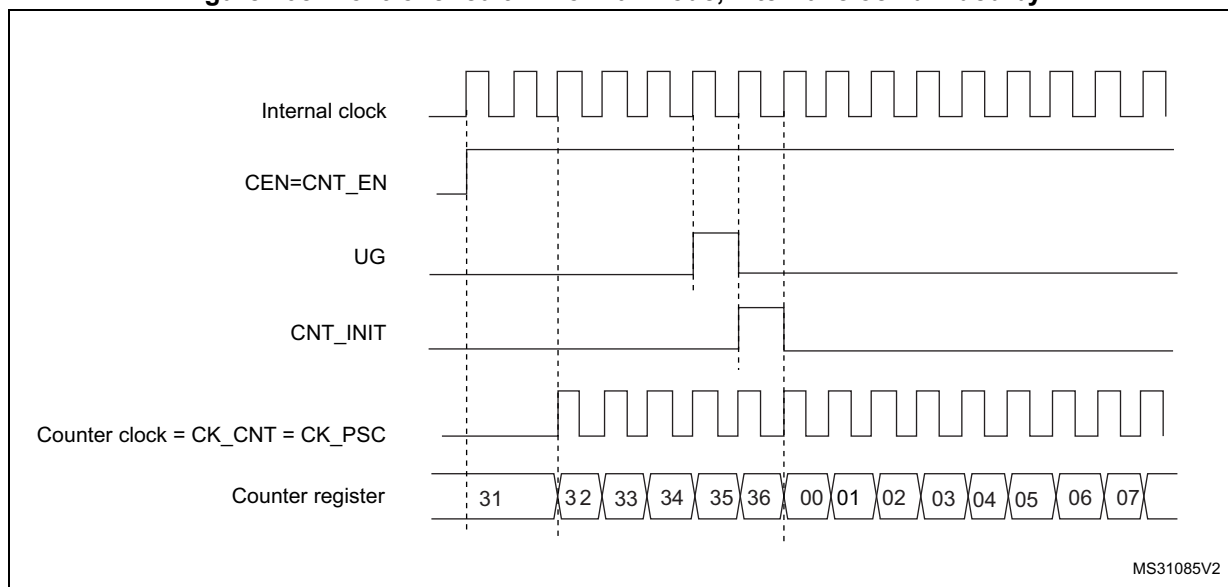 Internal clock
CEN=CNT_EN
UG
CNT_INIT
Counter clock = CK_CNT = CK_PSC
Counter register
31 32 33 34 35 36 00 01 02 03 04 05 06 07
MS31085V2